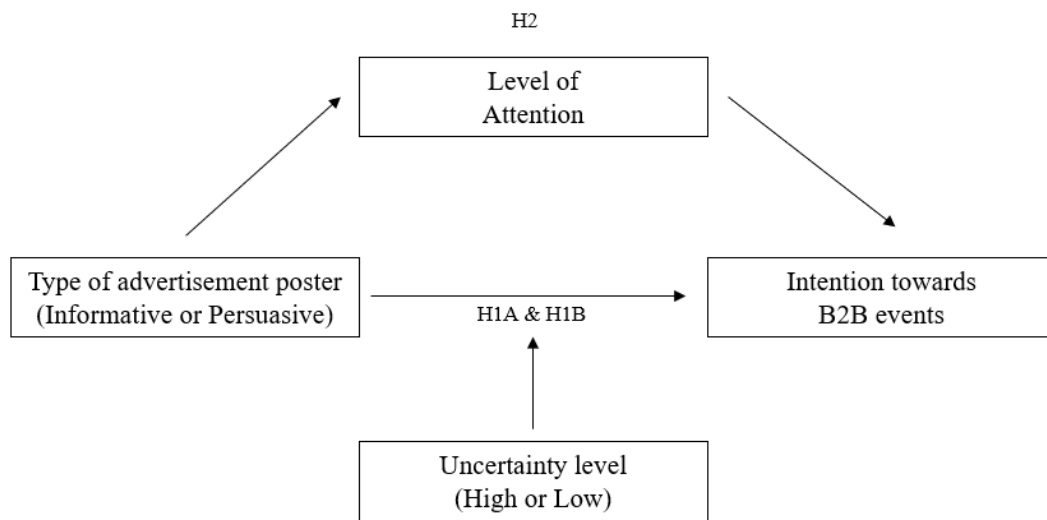 H2
Level of
Attention
Type of advertisement poster
(Informative or Persuasive)
H1A & H1B
Intention towards
B2B events
Uncertainty level
(High or Low)